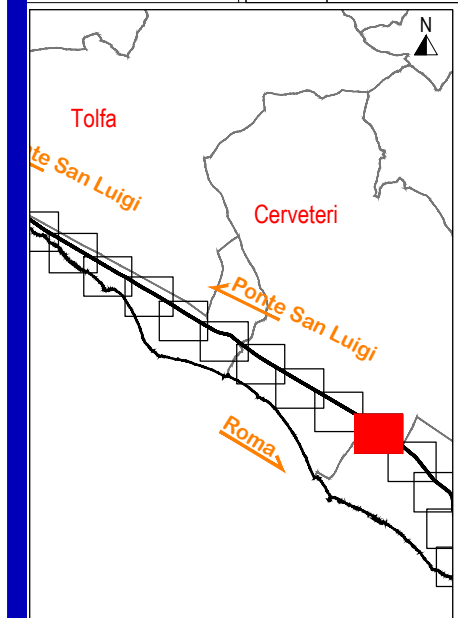 N
Tolfa
nte San Luigi
Cerveteri
Ponte San Luigi
Roma